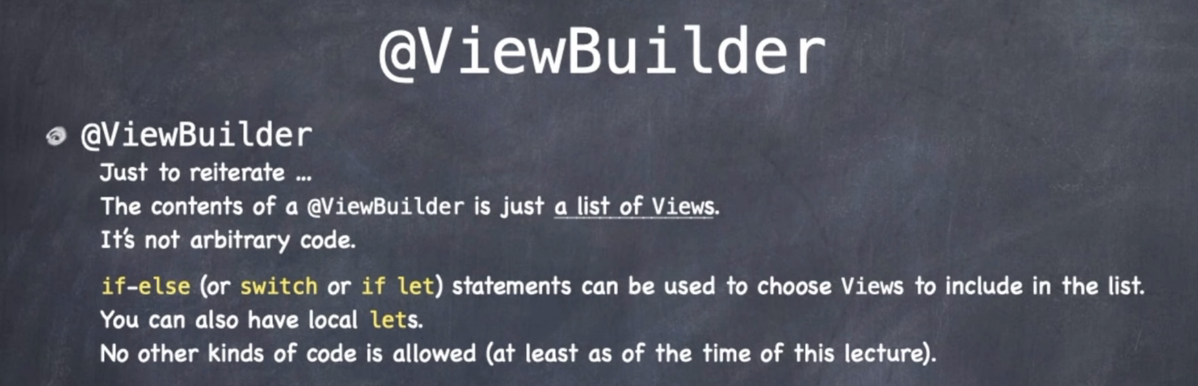 @ViewBuilder
@ViewBuilder
Just to reiterate ...
The contents of a @ViewBuilder is just a list of Views.
It's not arbitrary code.
if-else (or switch or if let) statements can be used to choose Views to include in the list.
You can also have local lets.
No other kinds of code is allowed (at least as of the time of this lecture).